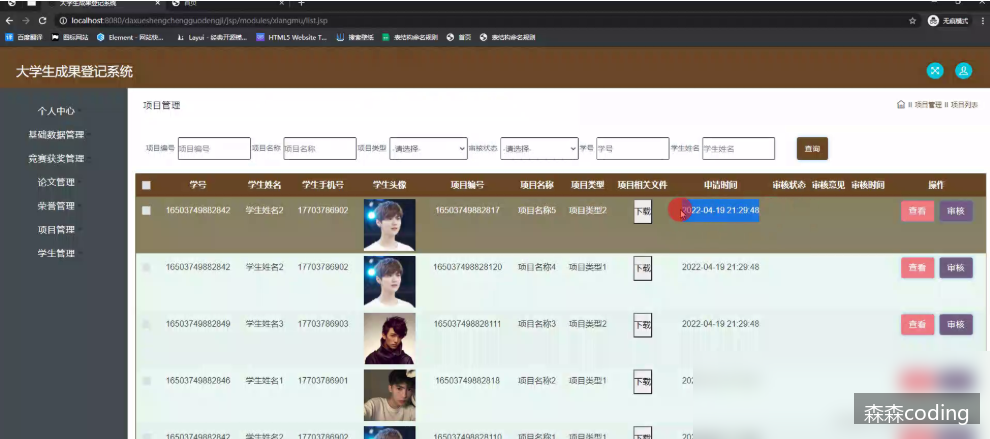 大学生成果登记系统 首页
localhost:8080/daxueshengchengguodengji/jsp/modules/xiangmu/list.jsp 无痕模式
百度翻译 图标网站 Element - 网站快... Layui - 经典开源模... HTML5 Website T... 搜索壁纸 表结构命名规则 首页 表结构命名规则
大学生成果登记系统
个人中心
基础数据管理
竞赛获奖管理
论文管理
荣誉管理
项目管理
学生管理
项目管理 项目管理 项目列表
项目编号 项目编号 项目名称 项目名称 项目类型 -请选择- 审核状态 -请选择- 学号 学号 学生姓名 学生姓名 查询
学号 学生姓名 学生手机号 学生头像 项目编号 项目名称 项目类型 项目相关文件 申请时间 审核状态 审核意见 审核时间 操作
165037498828​42 学生姓名2 17703786902 165037498828​17 项目名称5 项目类型2 下载 2022-04-19 21:29:48 查看 审核
16503749882842 学生姓名2 17703786902 165037498828120 项目名称4 项目类型1 下载 2022-04-19 21:29:48 查看 审核
16503749882849 学生姓名3 17703786903 165037498828111 项目名称3 项目类型2 下载 2022-04-19 21:29:48 查看 审核
16503749882846 学生姓名1 17703786901 16503749882818 项目名称2 项目类型1 下载 202
16503749882842 学生姓名2 17703786902 165037498828110 项目名称1 项目类型1
森森coding